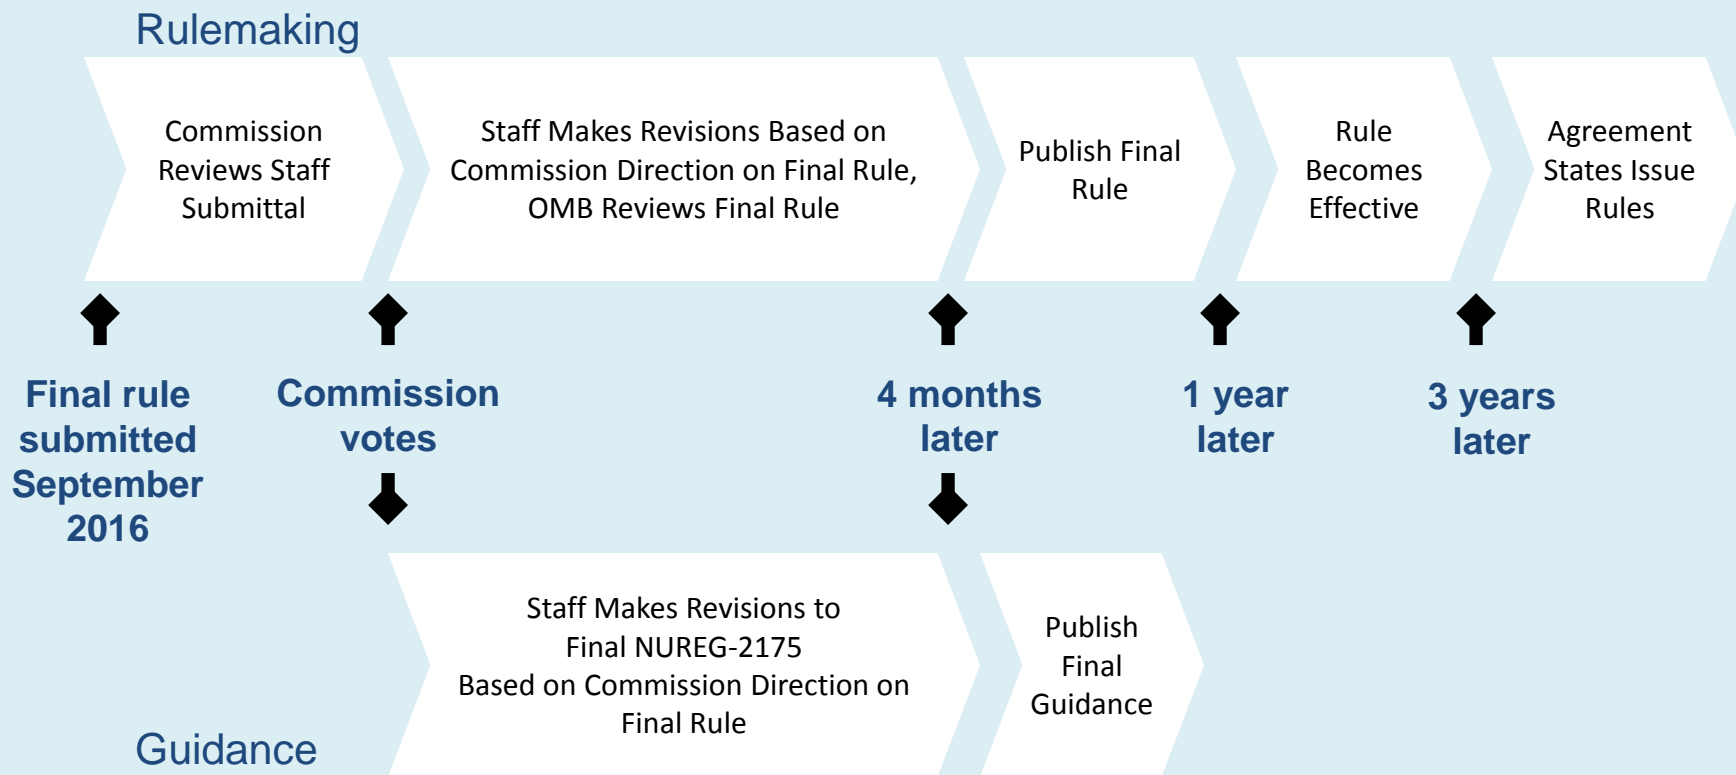 Rulemaking
Commission
Reviews Staff
Submittal
Staff Makes Revisions Based on
Commission Direction on Final Rule,
OMB Reviews Final Rule
Publish Final
Rule
Rule
Becomes
Effective
Agreement
States Issue
Rules
Final rule
submitted
September
2016
Commission
votes
4 months
later
1 year
later
3 years
later
Staff Makes Revisions to
Final NUREG-2175
Based on Commission Direction on
Final Rule
Publish
Final
Guidance
Guidance